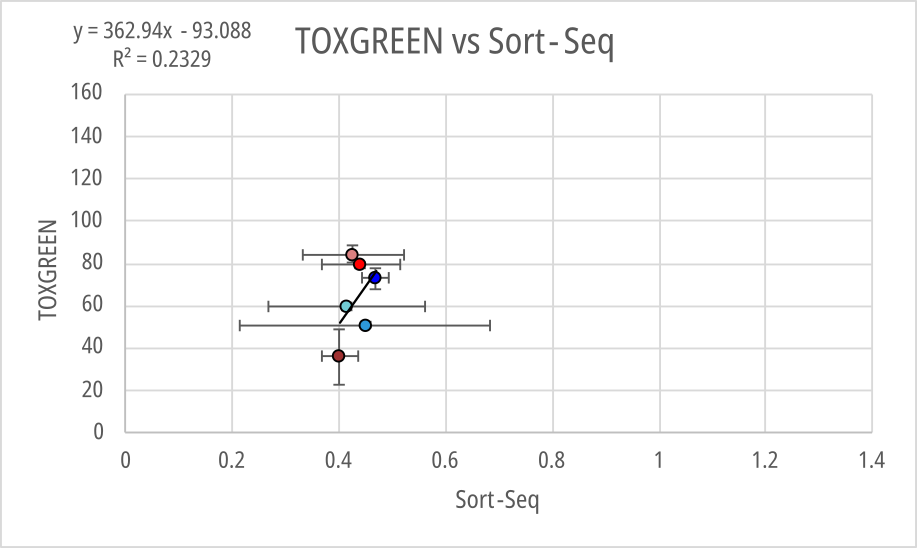 y = 362.94x - 93.088
R² = 0.2329
TOXGREEN vs Sort-Seq
160
140
120
100
80
60
40
20
0
TOXGREEN
0 0.2 0.4 0.6 0.8 1 1.2 1.4
Sort-Seq